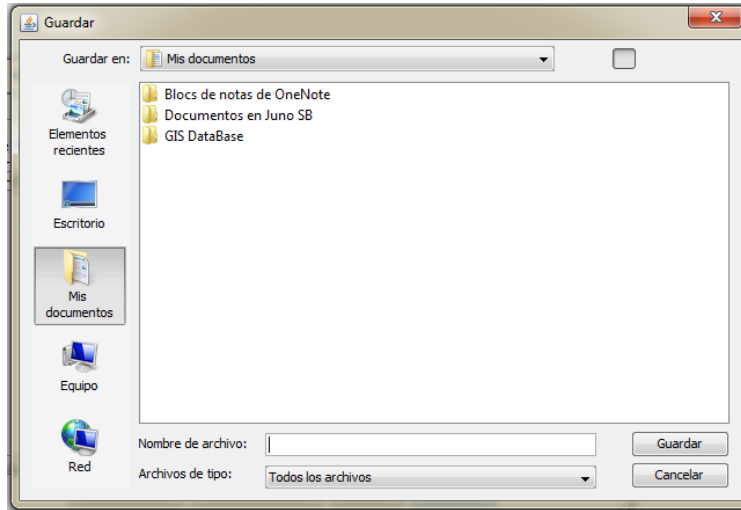 Guardar
Guardar en:
Mis documentos
Blocs de notas de OneNote
Documentos en Juno SB
GIS DataBase
Elementos
recientes
Escritorio
Mis
documentos
Equipo
Red
Nombre de archivo:
Guardar
Archivos de tipo:
Todos los archivos
Cancelar